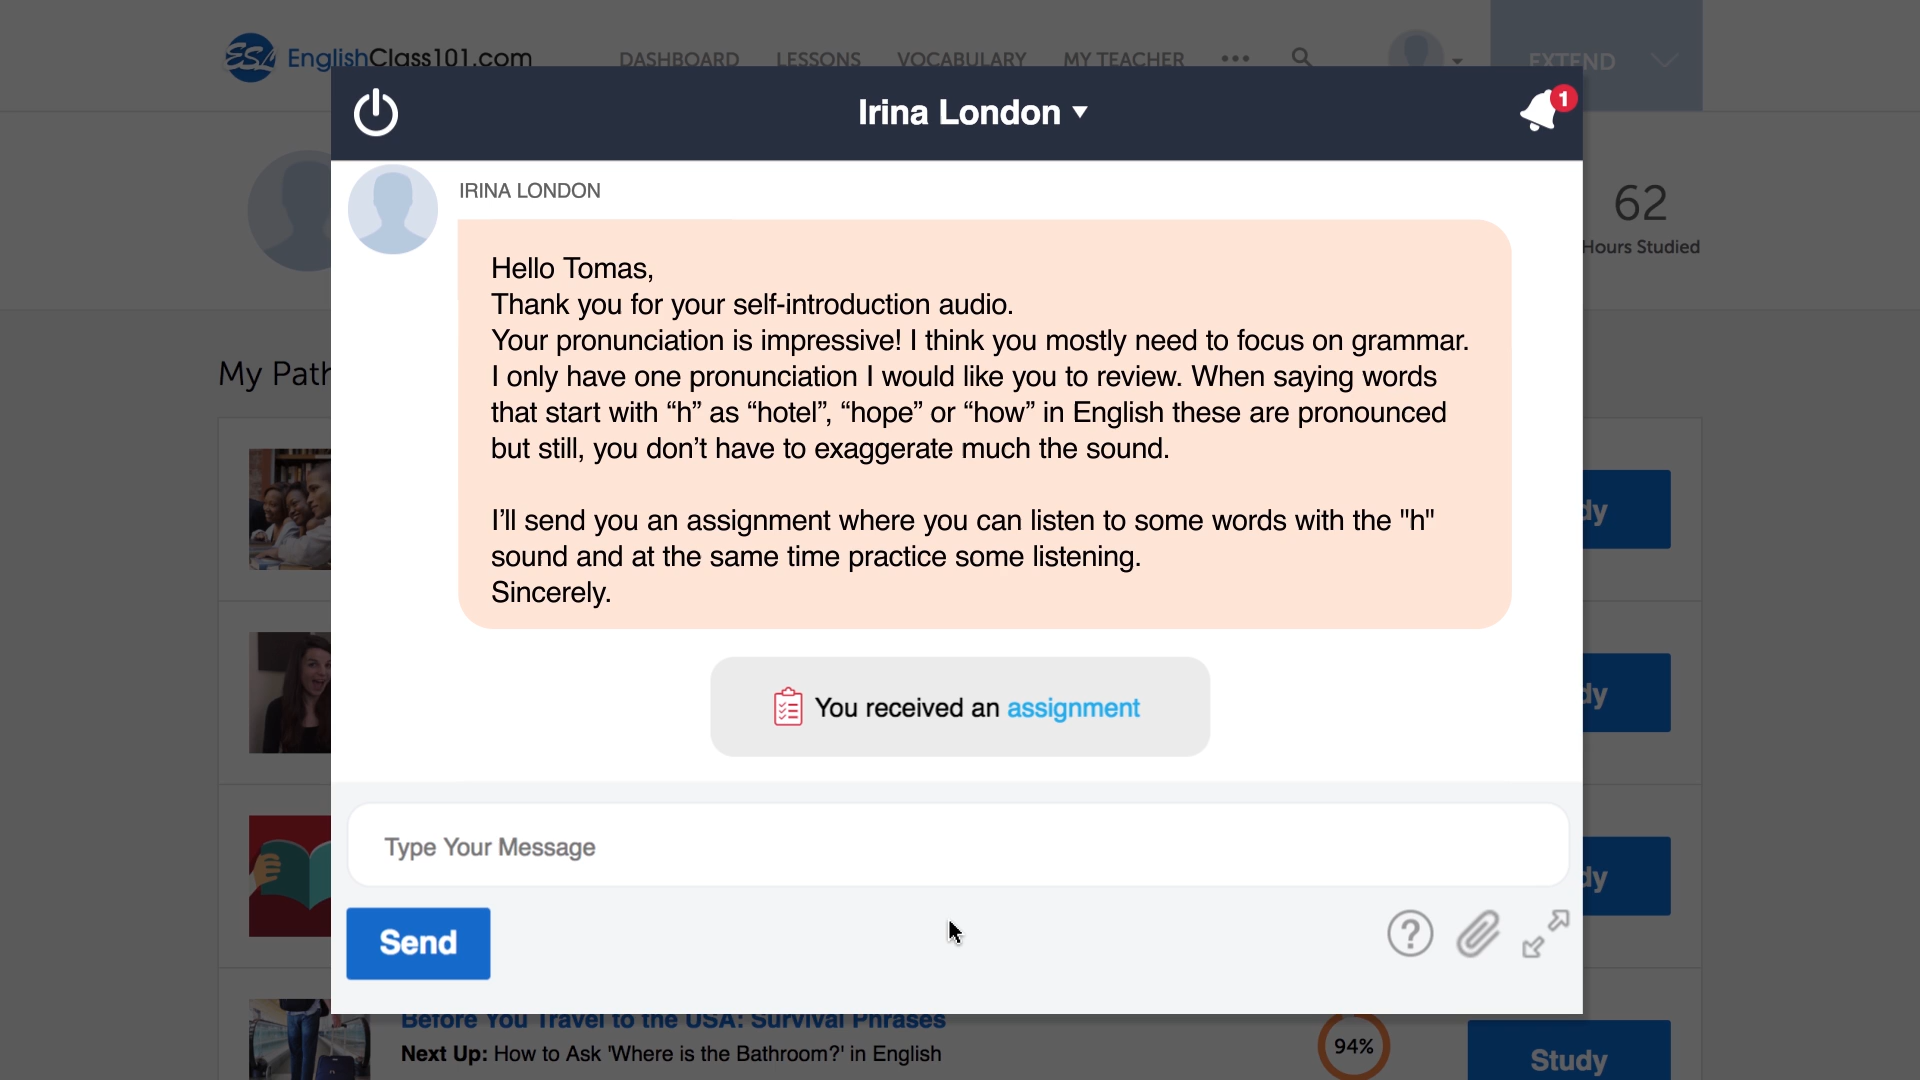 ESL EnglishClass101.com
DASHBOARD LESSONS VOCABULARY MY TEACHER ••• EXTEND
Irina London
1
IRINA LONDON
62
Hours Studied
Hello Tomas,
Thank you for your self-introduction audio.
Your pronunciation is impressive! I think you mostly need to focus on grammar.
I only have one pronunciation I would like you to review. When saying words
that start with “h” as “hotel”, “hope” or “how” in English these are pronounced
but still, you don’t have to exaggerate much the sound.
I’ll send you an assignment where you can listen to some words with the "h"
sound and at the same time practice some listening.
Sincerely.
My Path
You received an assignment
Type Your Message
Send
?
Before You Travel to the USA: Survival Phrases
Next Up: How to Ask 'Where is the Bathroom?' in English
94%
Study